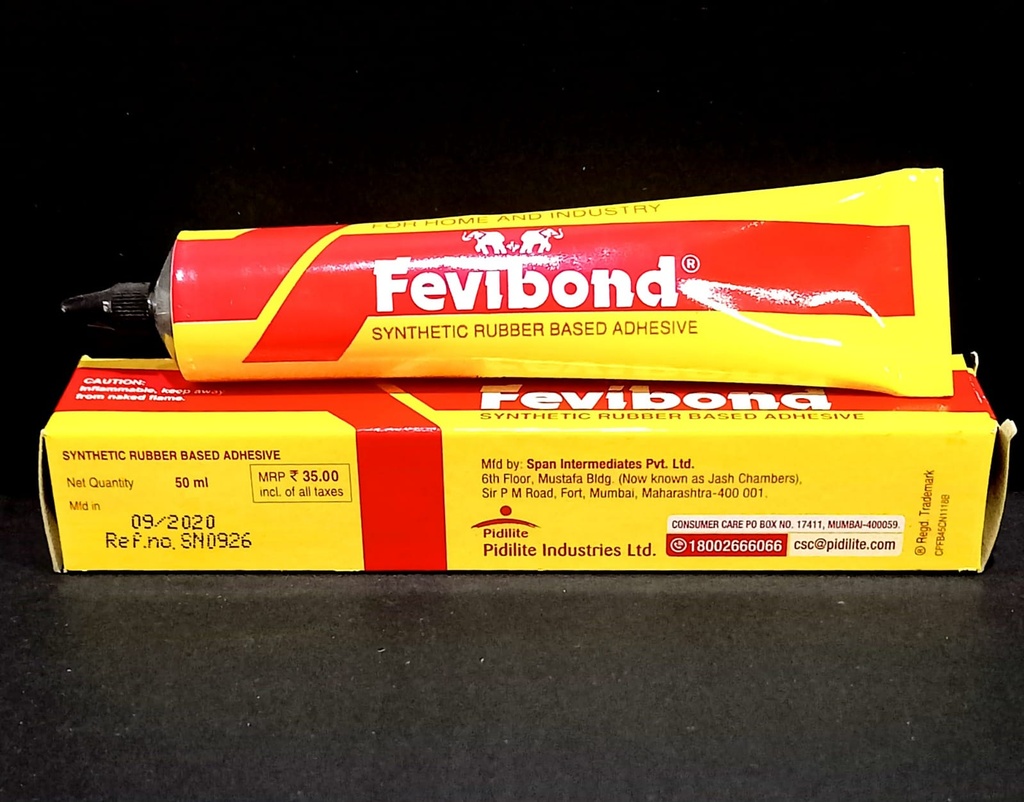 FOR HOME AND INDUSTRY
Fevibond®
SYNTHETIC RUBBER BASED ADHESIVE
CAUTION:
Inflammable, keep away
from naked flame.
Fevibond
SYNTHETIC RUBBER BASED ADHESIVE
SYNTHETIC RUBBER BASED ADHESIVE
Net Quantity 50 ml
MRP ₹ 35.00
incl. of all taxes
Mfd in
09/2020
Ref.no. SN0926
Mfd by: Span Intermediates Pvt. Ltd.
6th Floor, Mustafa Bldg. (Now known as Jash Chambers),
Sir P M Road, Fort, Mumbai, Maharashtra-400 001.
Pidilite
Pidilite Industries Ltd.
CONSUMER CARE PO BOX NO. 17411, MUMBAI-400059.
18002666066 csc@pidilite.com
® Regd. Trademark
CPFB45CN1118B